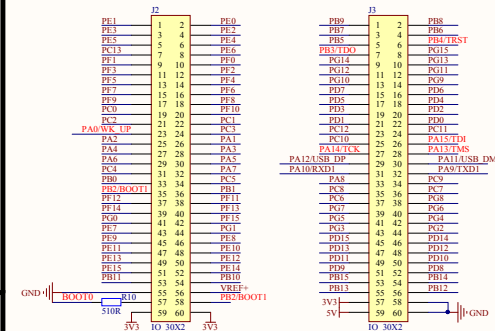 J2 J3
PE1 1 2 PE0 PB9 1 2 PB8
PE3 3 4 PE2 PB7 3 4 PB6
PE5 5 6 PE4 PB5 5 6 PB4/TRST
PC13 7 8 PE6 PB3/TDO 7 8 PG15
PF1 9 10 PF0 PG14 9 10 PG13
PF3 11 12 PF2 PG12 11 12 PG11
PF5 13 14 PF4 PG10 13 14 PG9
PF7 15 16 PF6 PD7 15 16 PD6
PF9 17 18 PF8 PD5 17 18 PD4
PC0 19 20 PF10 PD3 19 20 PD2
PC2 21 22 PC1 PD1 21 22 PD0
PA0/WK_UP 23 24 PC3 PC12 23 24 PC11
PA2 25 26 PA1 PC10 25 26 PA15/TDI
PA4 27 28 PA3 PA14/TCK 27 28 PA13/TMS
PA6 29 30 PA5 PA12/USB_DP 29 30 PA11/USB_DM
PC4 31 32 PA7 PA10/RXD1 31 32 PA9/TXD1
PB0 33 34 PC5 PA8 33 34 PC9
PB2/BOOT1 35 36 PB1 PC8 35 36 PC7
PF12 37 38 PF11 PC6 37 38 PG8
PF14 39 40 PF13 PG7 39 40 PG6
PG0 41 42 PF15 PG5 41 42 PG4
PE7 43 44 PG1 PG3 43 44 PG2
PE9 45 46 PE8 PD15 45 46 PD14
PE11 47 48 PE10 PD13 47 48 PD12
PE13 49 50 PE12 PD11 49 50 PD10
PE15 51 52 PE14 PD9 51 52 PD8
PB11 53 54 PB10 PB15 53 54 PB14
GND 55 56 VREF+ PB13 55 56 PB12
BOOT0 R10 57 58 PB2/BOOT1 3V3 57 58
510R 59 60 5V 59 60 GND
3V3 IO 30X2 3V3 IO 30X2